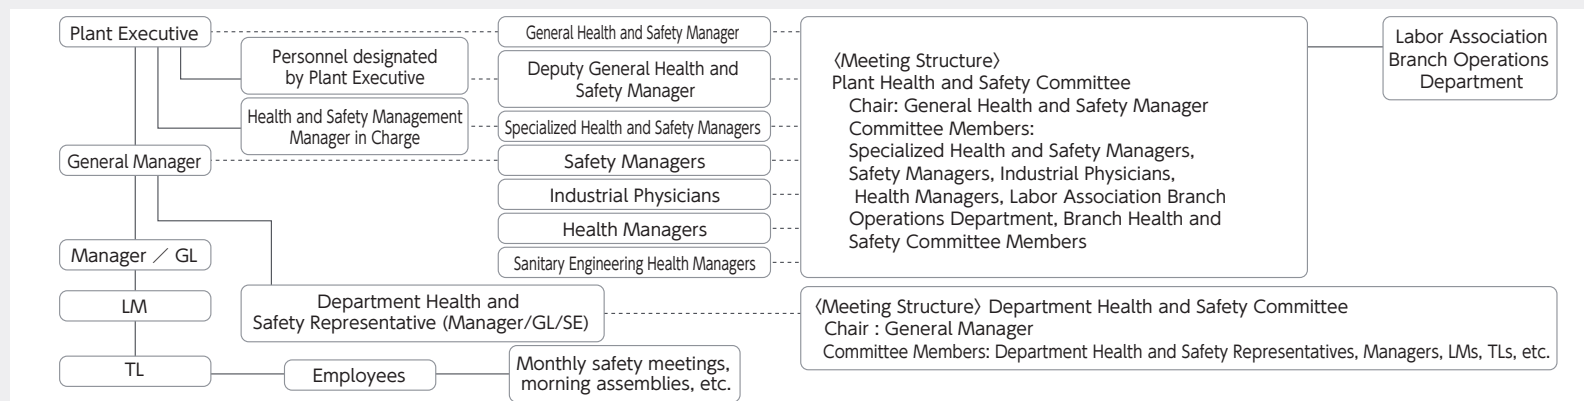 Plant Executive
General Health and Safety Manager
Personnel designated
by Plant Executive
Deputy General Health and
Safety Manager
Health and Safety Management
Manager in Charge
Specialized Health and Safety Managers
General Manager
Safety Managers
Industrial Physicians
Health Managers
Sanitary Engineering Health Managers
〈Meeting Structure〉
Plant Health and Safety Committee
Chair: General Health and Safety Manager
Committee Members:
Specialized Health and Safety Managers,
Safety Managers, Industrial Physicians,
Health Managers, Labor Association Branch
Operations Department, Branch Health and
Safety Committee Members
Labor Association
Branch Operations
Department
Manager ／ GL
LM
Department Health and
Safety Representative (Manager/GL/SE)
〈Meeting Structure〉 Department Health and Safety Committee
Chair : General Manager
Committee Members: Department Health and Safety Representatives, Managers, LMs, TLs, etc.
TL
Employees
Monthly safety meetings,
morning assemblies, etc.